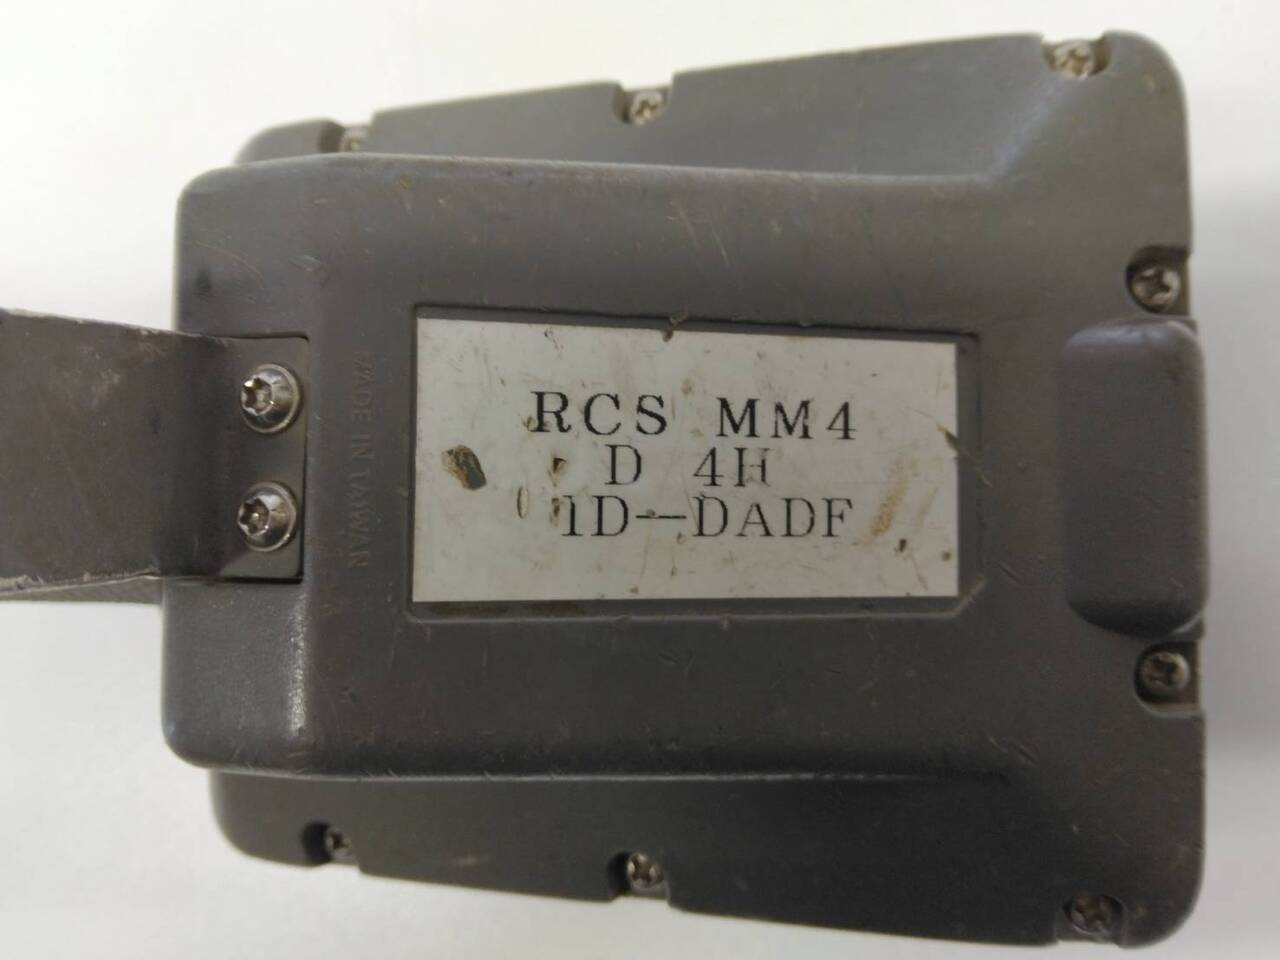 RCS MM4
D 4H
1D—DADF
MADE IN TAIWAN